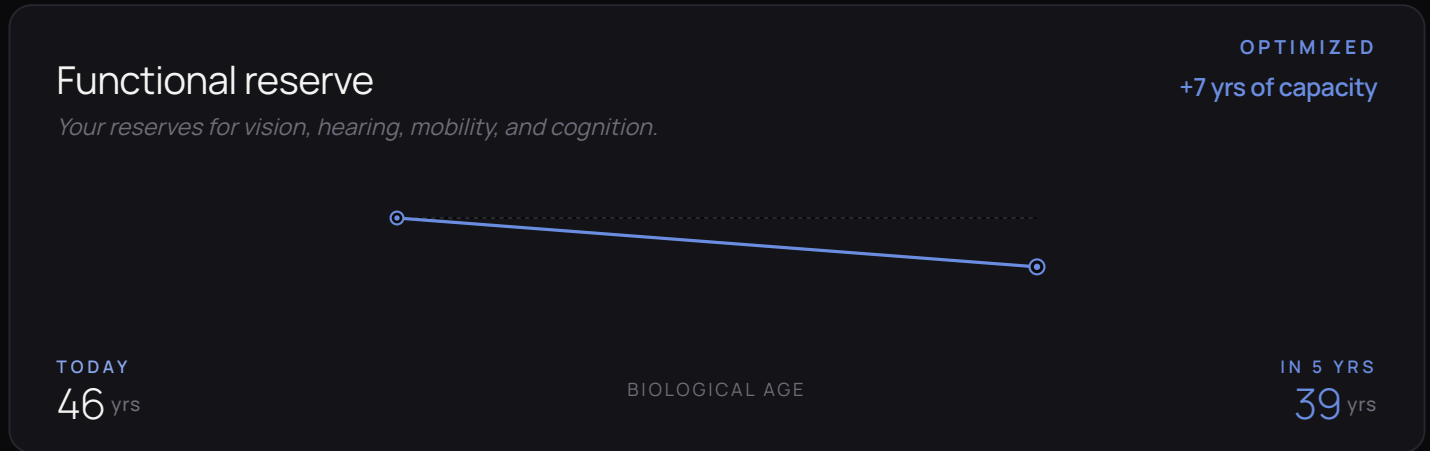 OPTIMIZED
Functional reserve
+7 yrs of capacity
Your reserves for vision, hearing, mobility, and cognition.
TODAY
46 yrs
BIOLOGICAL AGE
IN 5 YRS
39 yrs